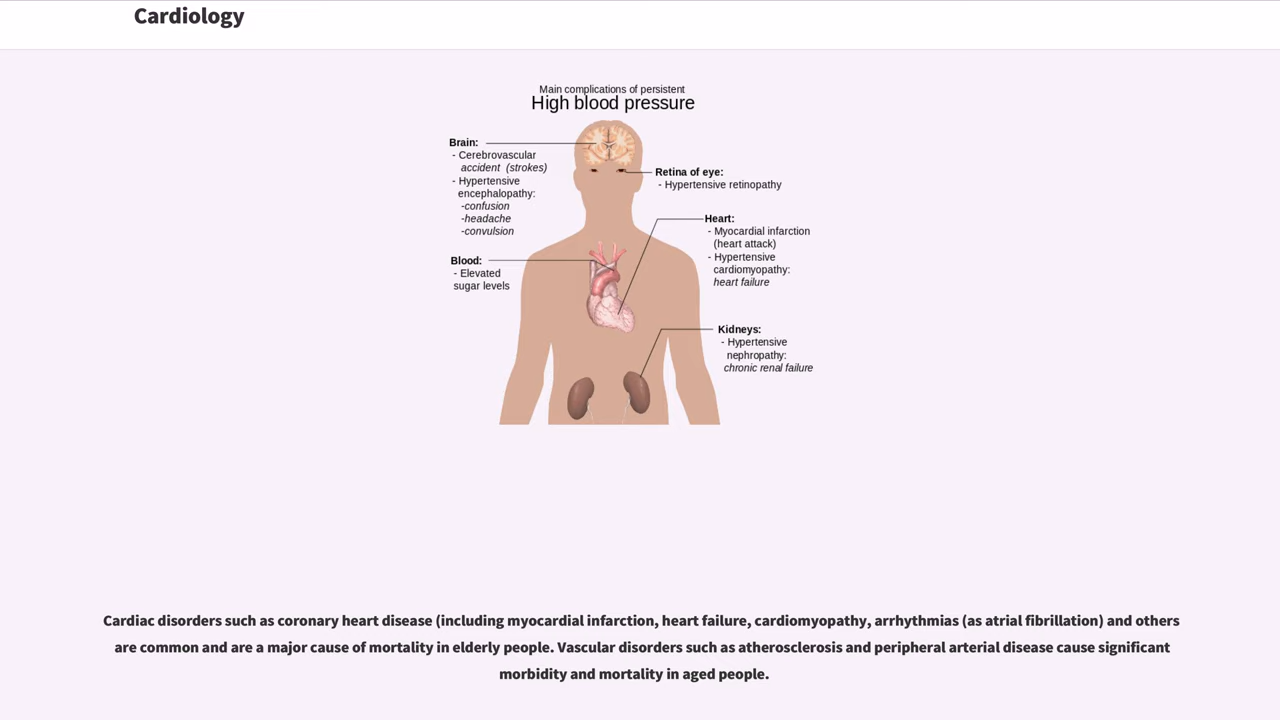 Cardiology
Main complications of persistent
High blood pressure
Brain:
- Cerebrovascular
accident (strokes)
- Hypertensive
encephalopathy:
-confusion
-headache
-convulsion
Retina of eye:
- Hypertensive retinopathy
Heart:
- Myocardial infarction
(heart attack)
- Hypertensive
cardiomyopathy:
heart failure
Blood:
- Elevated
sugar levels
Kidneys:
- Hypertensive
nephropathy:
chronic renal failure
Cardiac disorders such as coronary heart disease (including myocardial infarction, heart failure, cardiomyopathy, arrhythmias (as atrial fibrillation) and others
are common and are a major cause of mortality in elderly people. Vascular disorders such as atherosclerosis and peripheral arterial disease cause significant
morbidity and mortality in aged people.